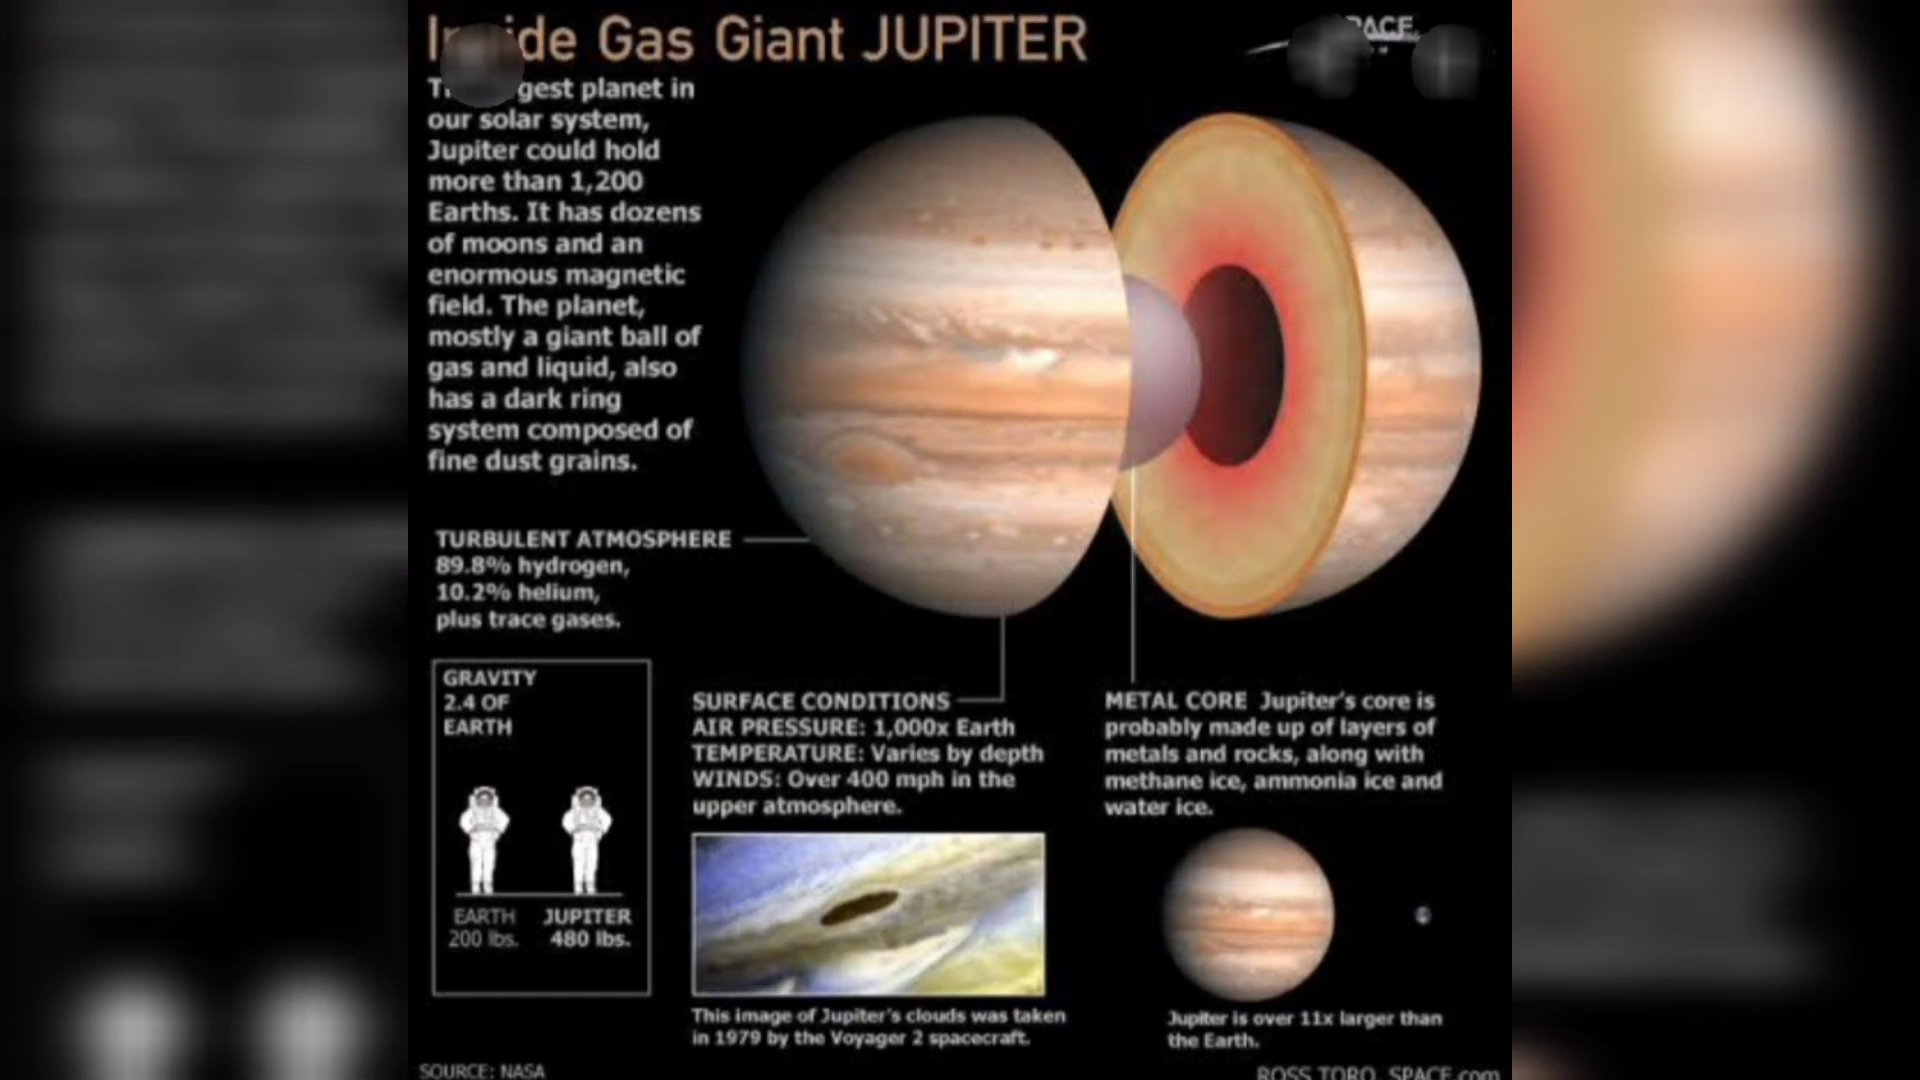 Inside Gas Giant JUPITER
PACE
gest planet in
our solar system,
Jupiter could hold
more than 1,200
Earths. It has dozens
of moons and an
enormous magnetic
field. The planet,
mostly a giant ball of
gas and liquid, also
has a dark ring
system composed of
fine dust grains.
TURBULENT ATMOSPHERE
89.8% hydrogen,
10.2% helium,
plus trace gases.
GRAVITY
2.4 OF
EARTH
EARTH JUPITER
200 lbs. 480 lbs.
SURFACE CONDITIONS
AIR PRESSURE: 1,000x Earth
TEMPERATURE: Varies by depth
WINDS: Over 400 mph in the
upper atmosphere.
This image of Jupiter's clouds was taken
in 1979 by the Voyager 2 spacecraft.
METAL CORE Jupiter's core is
probably made up of layers of
metals and rocks, along with
methane ice, ammonia ice and
water ice.
Jupiter is over 11x larger than
the Earth.
SOURCE: NASA
ROSS TORO, SPACE.com